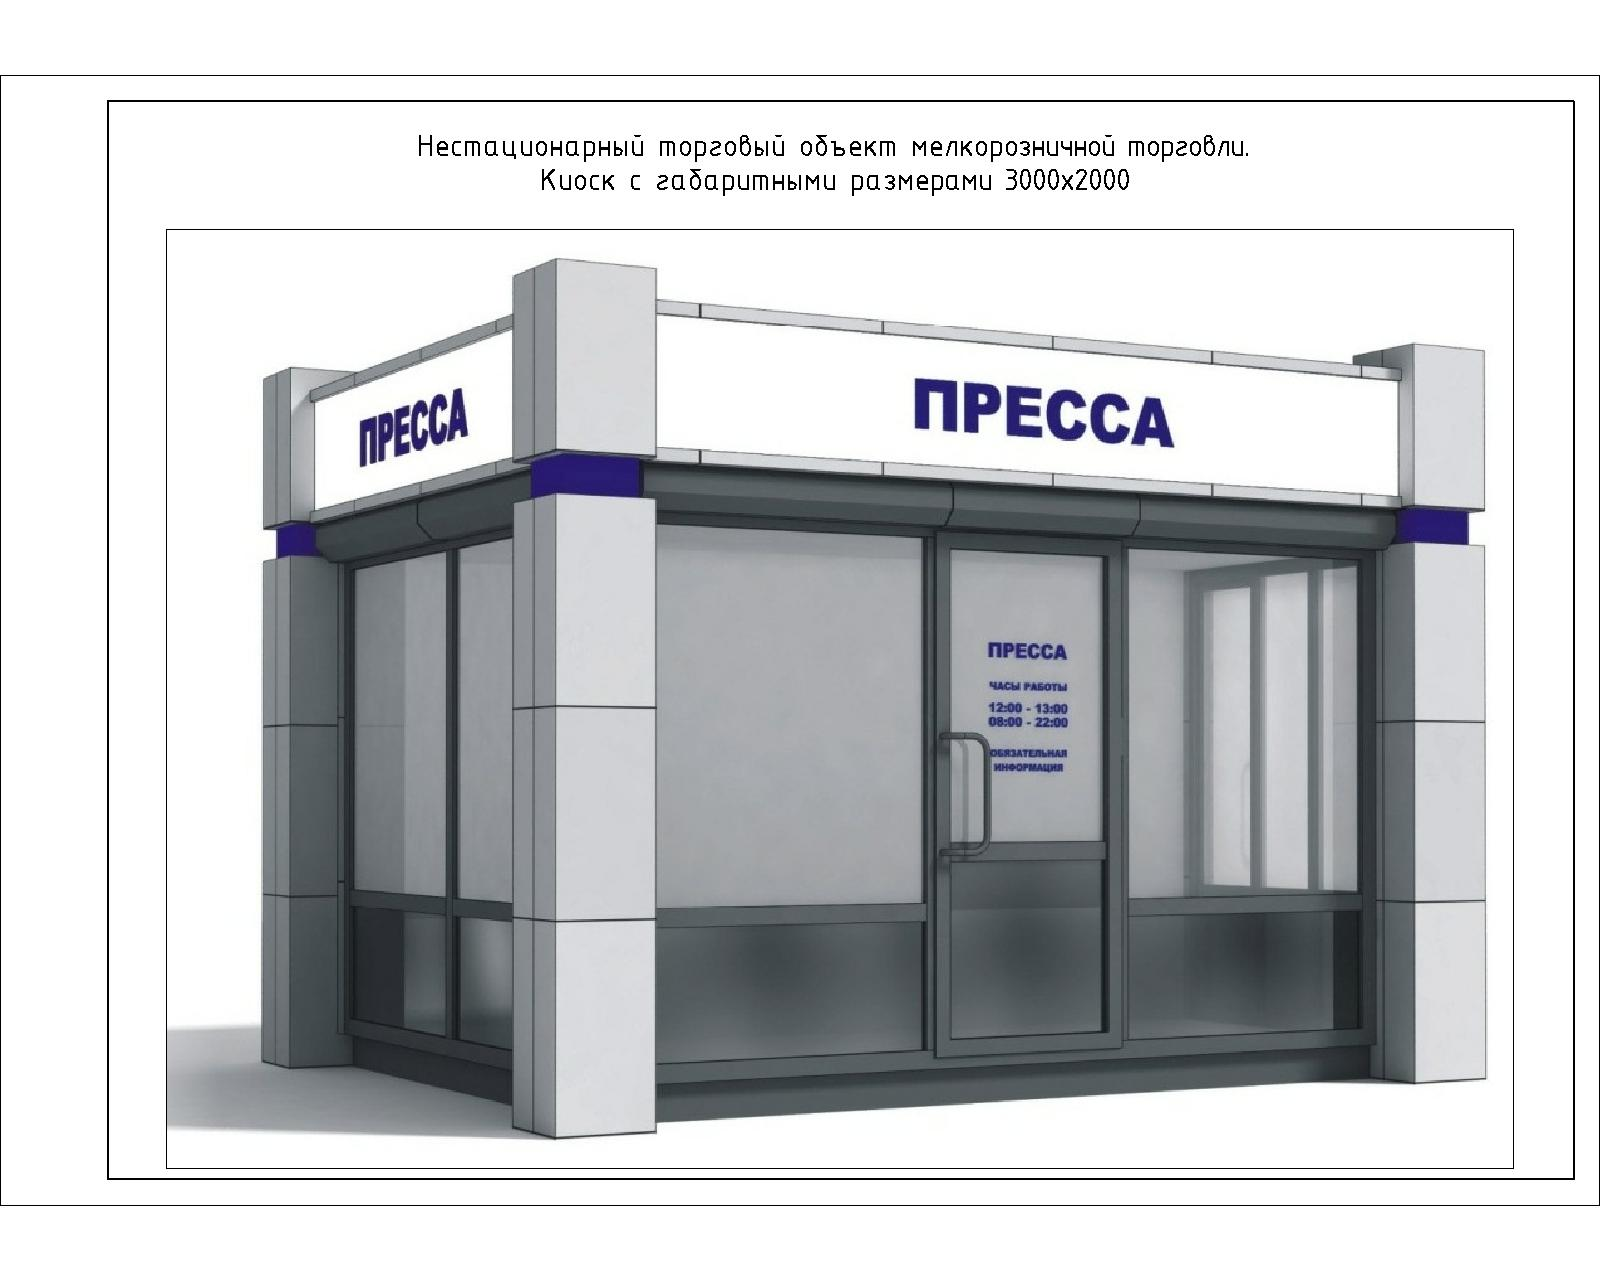 Нестационарный торговый объект мелкорозничной торговли.
Киоск с габаритными размерами 3000х2000
ПРЕССА
ПРЕССА
ПРЕССА
ЧАСЫ РАБОТЫ
12:00 - 13:00
08:00 - 22:00
ОБЯЗАТЕЛЬНАЯ
ИНФОРМАЦИЯ